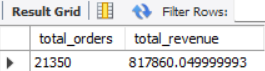 Result Grid Filter Rows:
total_orders total_revenue
21350 817860.049999993